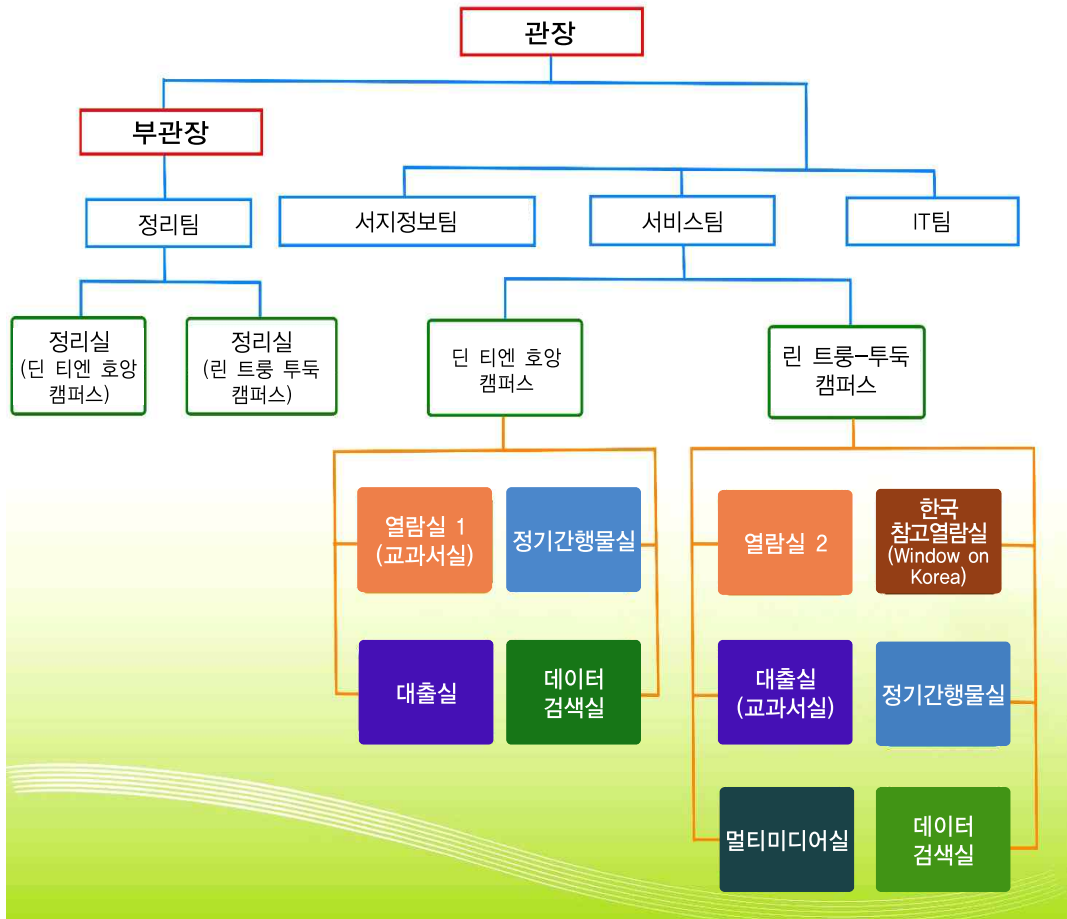 관장
부관장
정리팀
서지정보팀
서비스팀
IT팀
정리실
(딘 티엔 호앙
캠퍼스)
정리실
(린 트룽 투둑
캠퍼스)
딘 티엔 호앙
캠퍼스
린 트룽-투둑
캠퍼스
열람실 1
(교과서실)
정기간행물실
대출실
데이터
검색실
열람실 2
한국
참고열람실
(Window on
Korea)
대출실
(교과서실)
정기간행물실
멀티미디어실
데이터
검색실